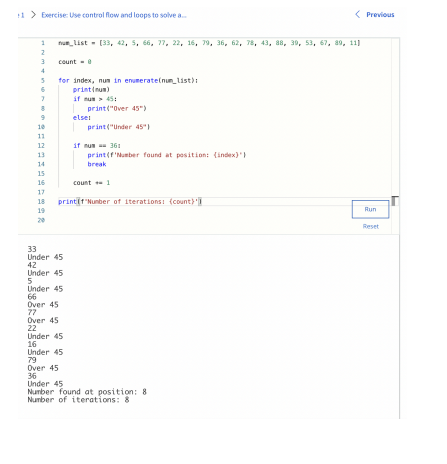 1 > Exercise: Use control flow and loops to solve a...
< Previous
1 num_list = [33, 42, 5, 66, 77, 22, 16, 79, 36, 62, 78, 43, 88, 39, 53, 67, 89, 11]
2
3 count = 0
4
5 for index, num in enumerate(num_list):
6 print(num)
7 if num > 45:
8 print("Over 45")
9 else:
10 print("Under 45")
11
12 if num == 36:
13 print(f'Number found at position: {index}')
14 break
15
16 count += 1
17
18 print(f'Number of iterations: {count}')
19
20
Run
Reset
33
Under 45
42
Under 45
5
Under 45
66
Over 45
77
Over 45
22
Under 45
16
Under 45
79
Over 45
36
Under 45
Number found at position: 8
Number of iterations: 8